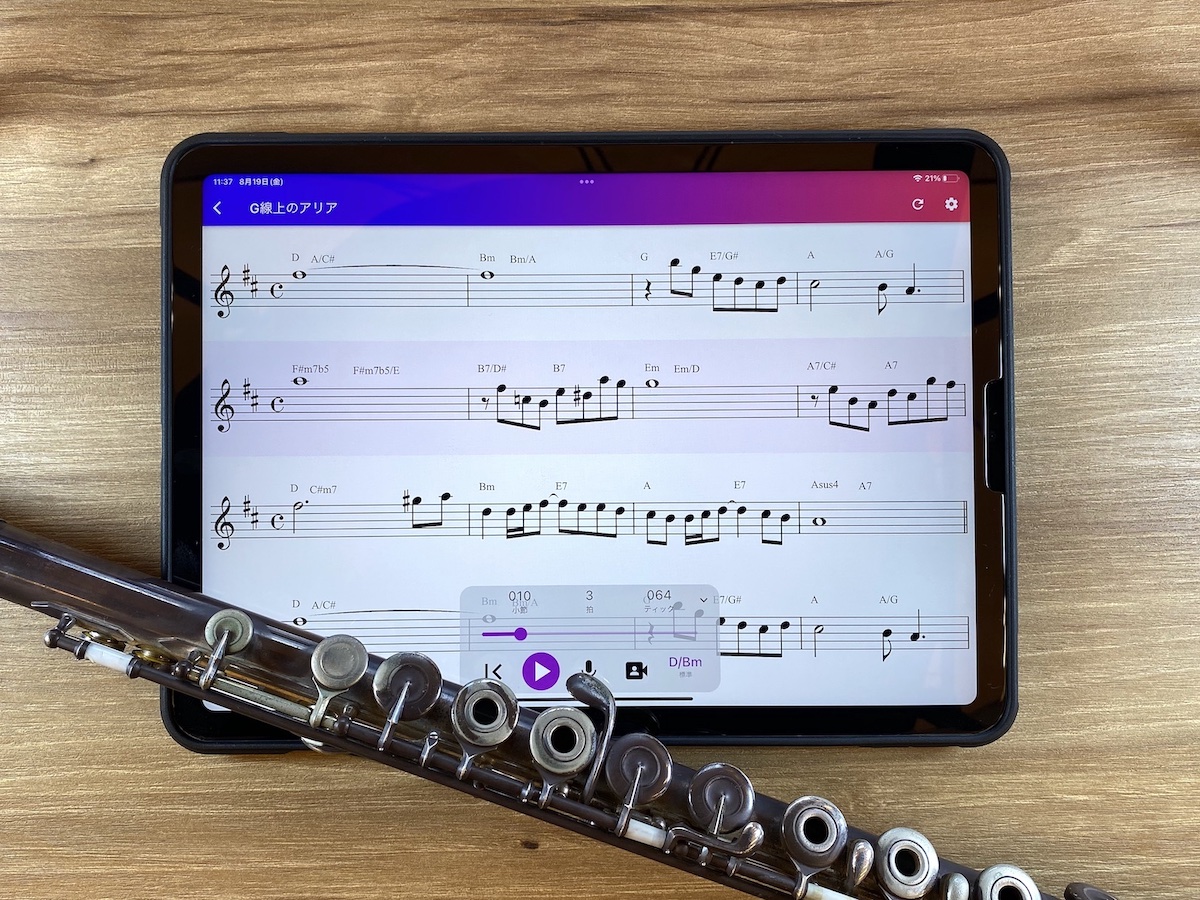 11:37 8月19日(金) 21%
G線上のアリア
D A/C# Bm Bm/A G E7/G# A A/G
F#m7b5 F#m7b5/E B7/D# B7 Em Em/D A7/C# A7
D C#m7 Bm E7 A E7 Asus4 A7
D A/C# Bm Bm/A G E7/G# A A/G
010 3 064
小節 拍 ティック
D/Bm
標準